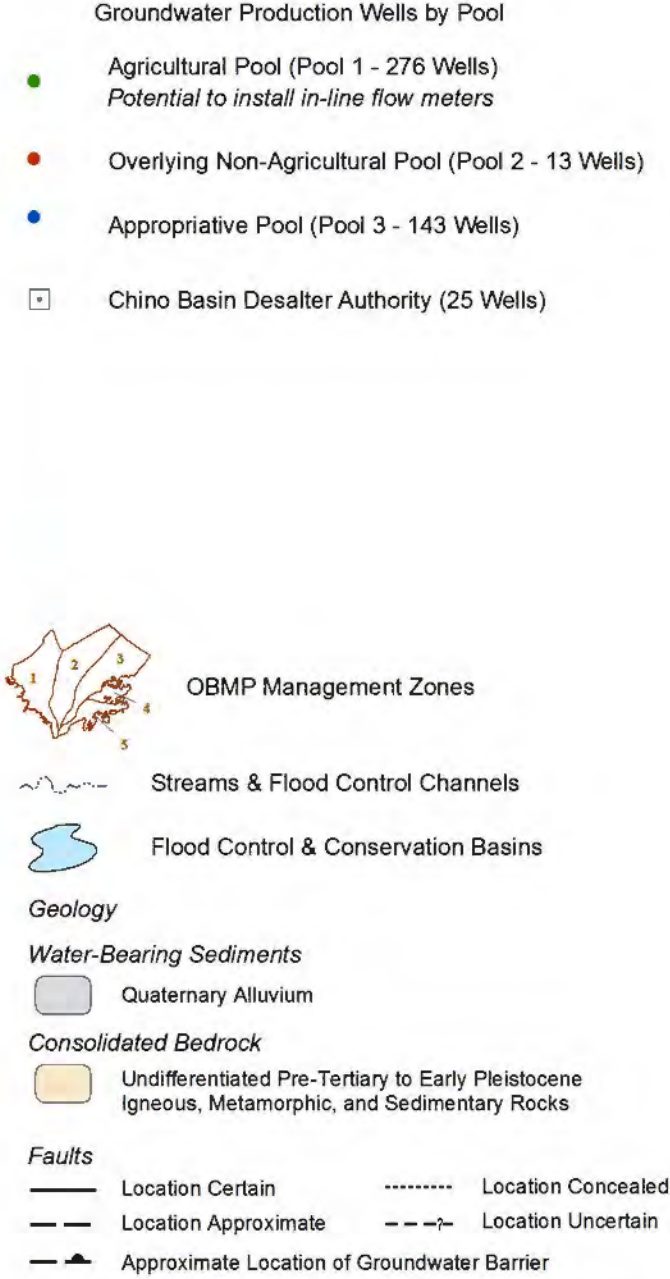 Groundwater Production Wells by Pool
Agricultural Pool (Pool 1 - 276 Wells)
Potential to install in-line flow meters
Overlying Non-Agricultural Pool (Pool 2 - 13 Wells)
Appropriative Pool (Pool 3 - 143 Wells)
Chino Basin Desalter Authority (25 Wells)
1
2
3
4
5
OBMP Management Zones
Streams & Flood Control Channels
Flood Control & Conservation Basins
Geology
Water-Bearing Sediments
Quaternary Alluvium
Consolidated Bedrock
Undifferentiated Pre-Tertiary to Early Pleistocene
Igneous, Metamorphic, and Sedimentary Rocks
Faults
Location Certain
Location Concealed
Location Approximate
?
Location Uncertain
Approximate Location of Groundwater Barrier